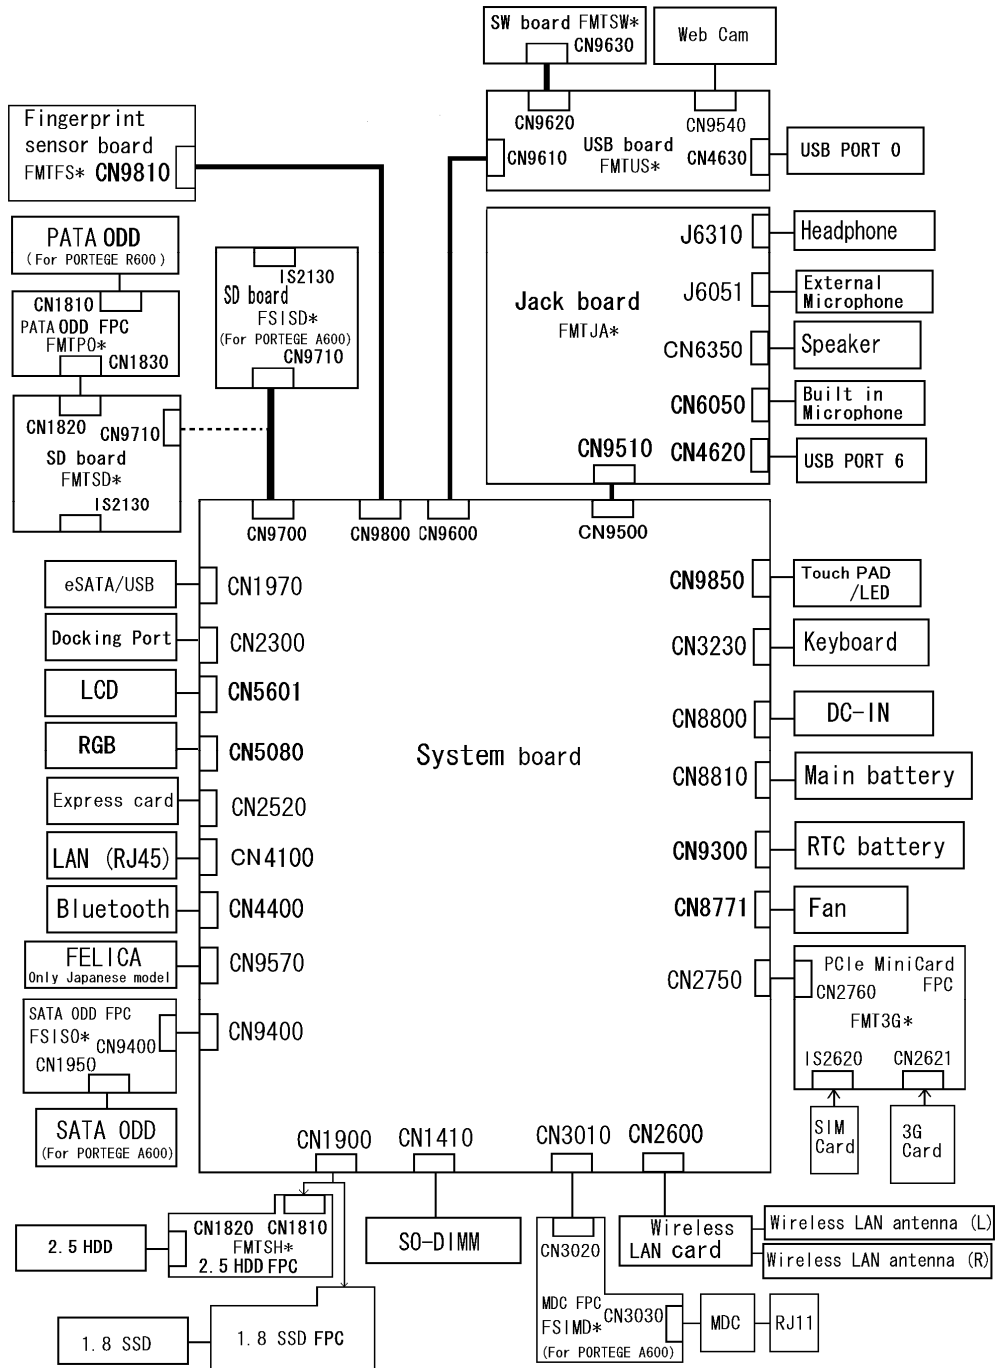 SW board FMTSW*
CN9630
Web Cam
Fingerprint
sensor board
FMTFS* CN9810
CN9620
CN9540
CN9610
USB board
FMTUS*
CN4630
USB PORT 0
PATA ODD
(For PORTEGE R600)
CN1810
PATA ODD FPC
FMTPO*
CN1830
CN1820
CN9710
SD board
FMTSD*
IS2130
IS2130
SD board
FSISD*
(For PORTEGE A600)
CN9710
Jack board
FMTJA*
J6310
Headphone
J6051
External
Microphone
CN6350
Speaker
CN6050
Built in
Microphone
CN4620
USB PORT 6
CN9510
CN9700
CN9800
CN9600
CN9500
System board
eSATA/USB
CN1970
Docking Port
CN2300
LCD
CN5601
RGB
CN5080
Express card
CN2520
LAN (RJ45)
CN4100
Bluetooth
CN4400
FELICA
Only Japanese model
CN9570
SATA ODD FPC
FSISO*
CN9400
CN1950
CN9400
SATA ODD
(For PORTEGE A600)
CN9850
Touch PAD
/LED
CN3230
Keyboard
CN8800
DC-IN
CN8810
Main battery
CN9300
RTC battery
CN8771
Fan
CN2750
PCIe MiniCard
FPC
CN2760
FMT3G*
IS2620
CN2621
SIM
Card
3G
Card
CN1900
CN1410
CN3010
CN2600
2.5 HDD
CN1820
CN1810
FMTSH*
2.5 HDD FPC
SO-DIMM
1.8 SSD
1.8 SSD FPC
CN3020
MDC FPC
FSIMD*
CN3030
(For PORTEGE A600)
MDC
RJ11
Wireless
LAN card
Wireless LAN antenna (L)
Wireless LAN antenna (R)